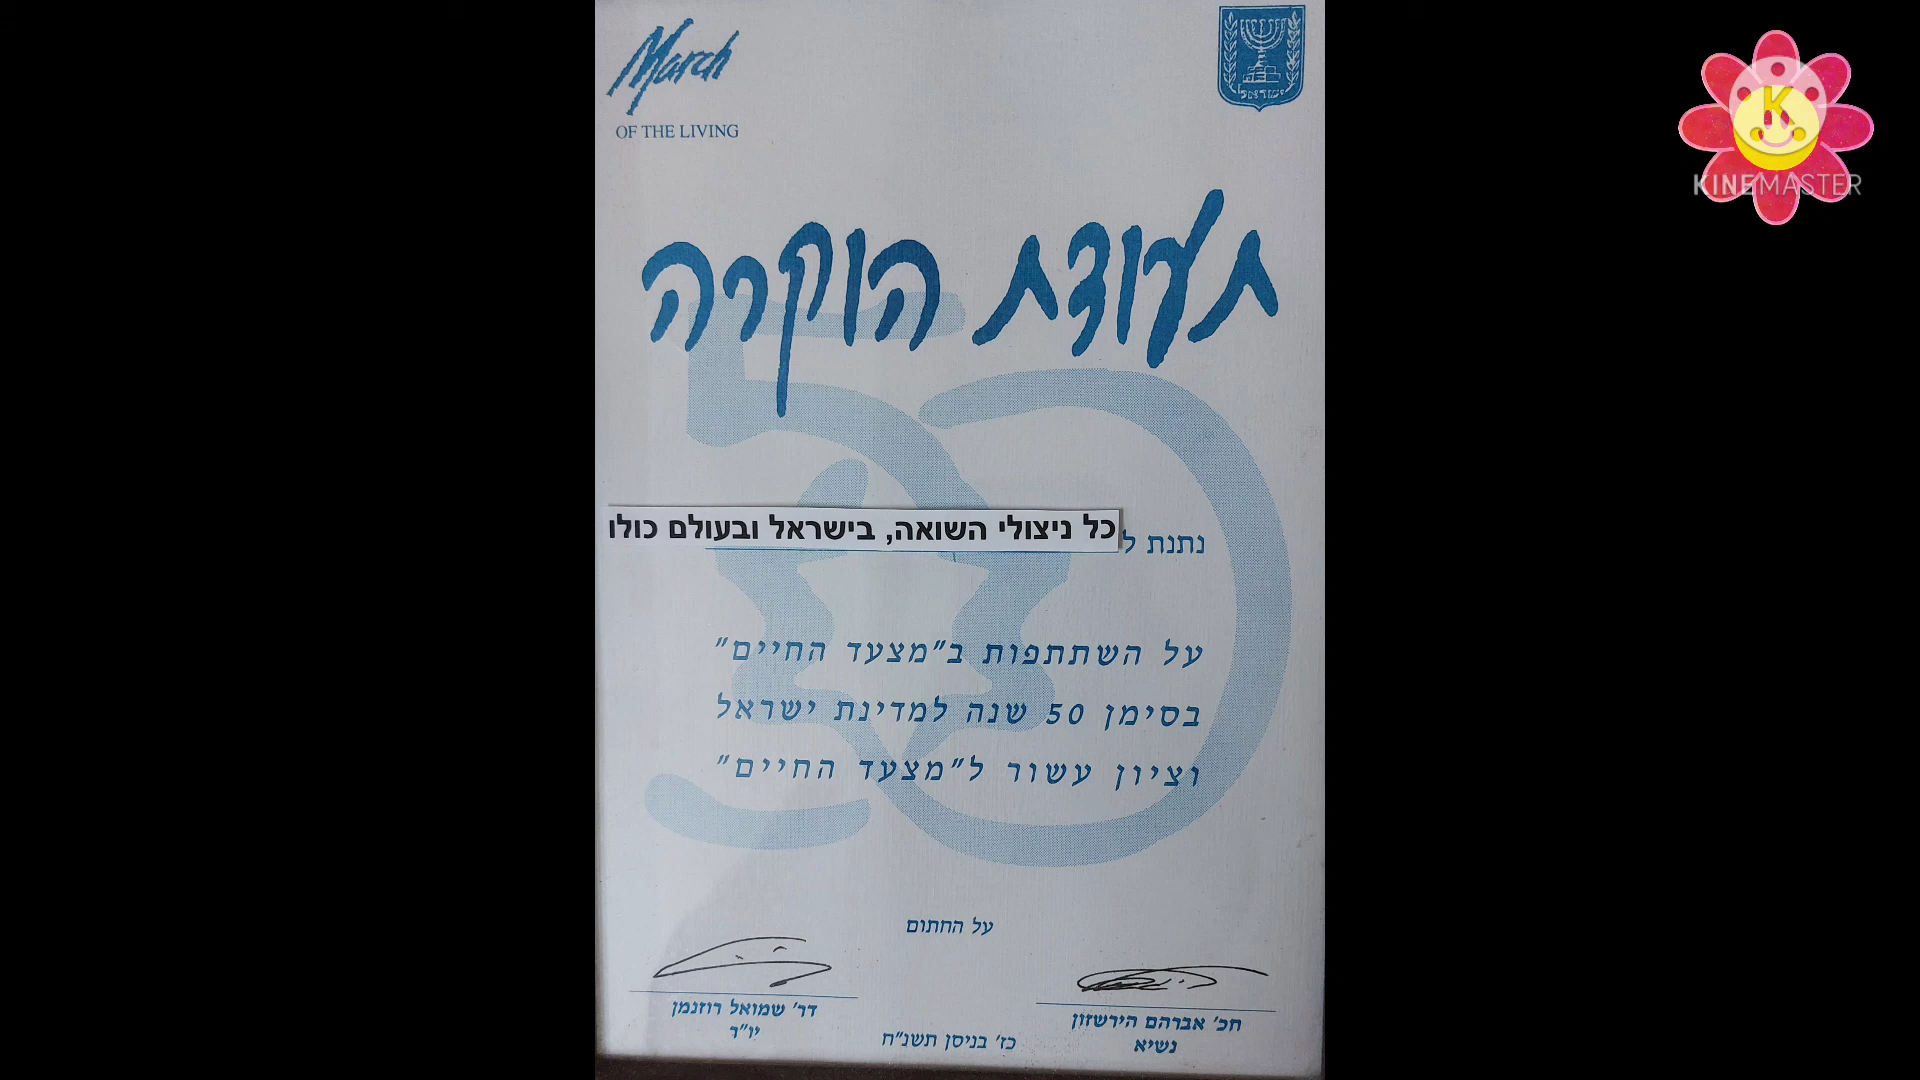 March
OF THE LIVING
ישראל
KINEMASTER
תעודת הוקרה
נתנת ל כל ניצולי השואה, בישראל ובעולם כולו
על השתתפות ב"מצעד החיים"
בסימן 50 שנה למדינת ישראל
וציון עשור ל"מצעד החיים"
על החתום
חכ' אברהם הירשזון
נשיא
דר' שמואל רוזנמן
יו"ר
כז' בניסן תשנ"ח